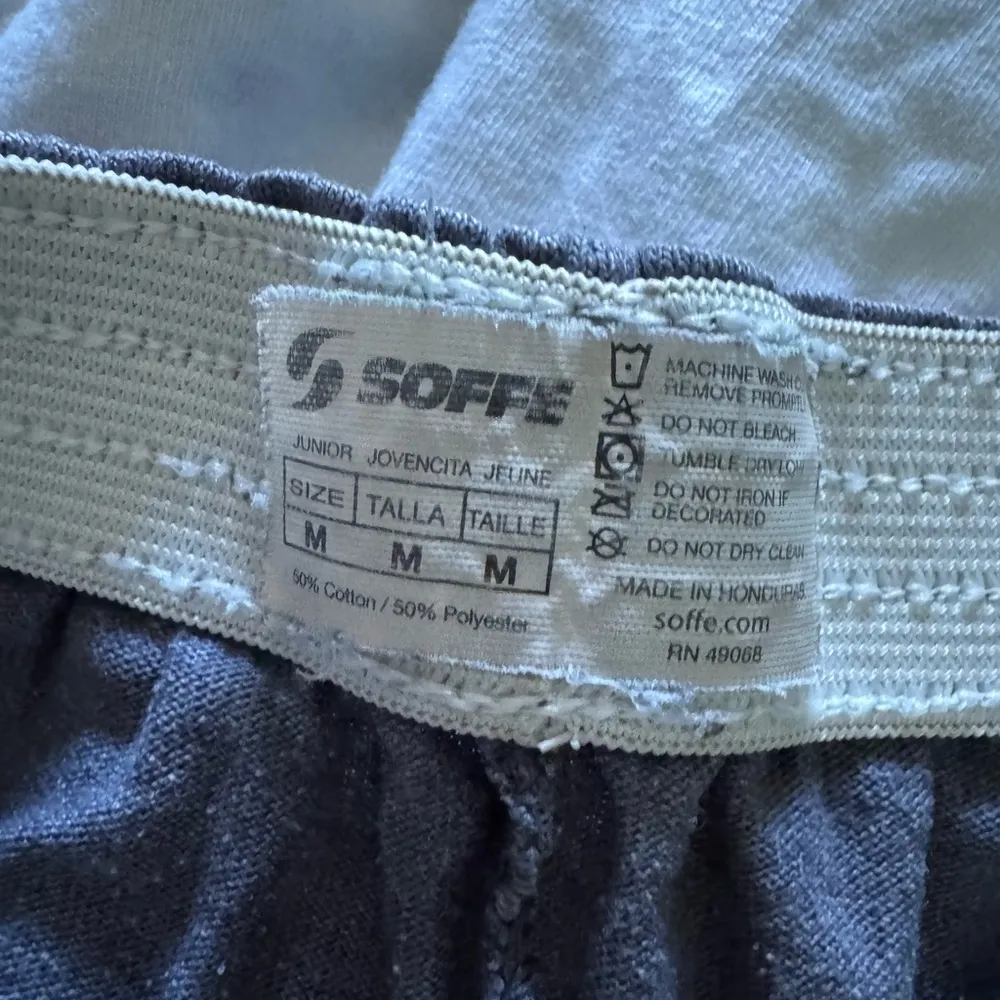 SOFFE
JUNIOR JOVENCITA JEUNE
SIZE TALLA TAILLE
M M M
50% Cotton / 50% Polyester
MACHINE WASH
REMOVE
DO NOT BLEACH
TUMBLE DRY LOW
DO NOT IRON IF
DECORATED
DO NOT DRY CLEAN
MADE IN HONDURAS
soffe.com
RN 49068